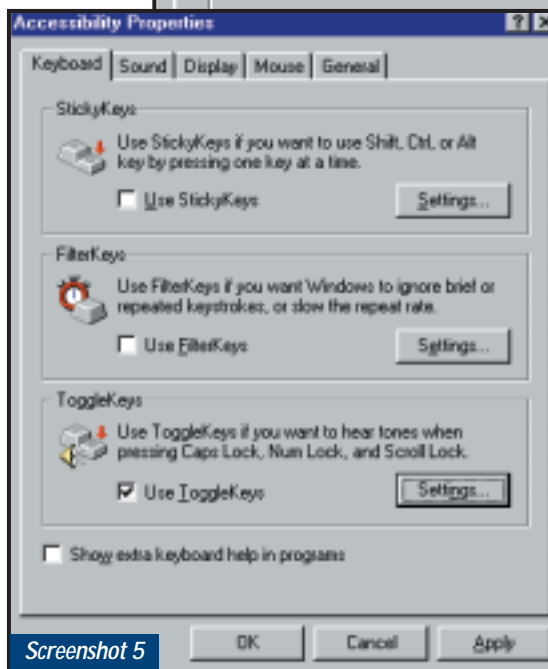 Accessibility Properties
Keyboard Sound Display Mouse General
StickyKeys
Use StickyKeys if you want to use Shift, Ctrl, or Alt
key by pressing one key at a time.
Use StickyKeys
Settings...
FilterKeys
Use FilterKeys if you want Windows to ignore brief or
repeated keystrokes, or slow the repeat rate.
Use FilterKeys
Settings...
ToggleKeys
Use ToggleKeys if you want to hear tones when
pressing Caps Lock, Num Lock, and Scroll Lock.
Use ToggleKeys
Settings...
Show extra keyboard help in programs
OK Cancel Apply
Screenshot 5